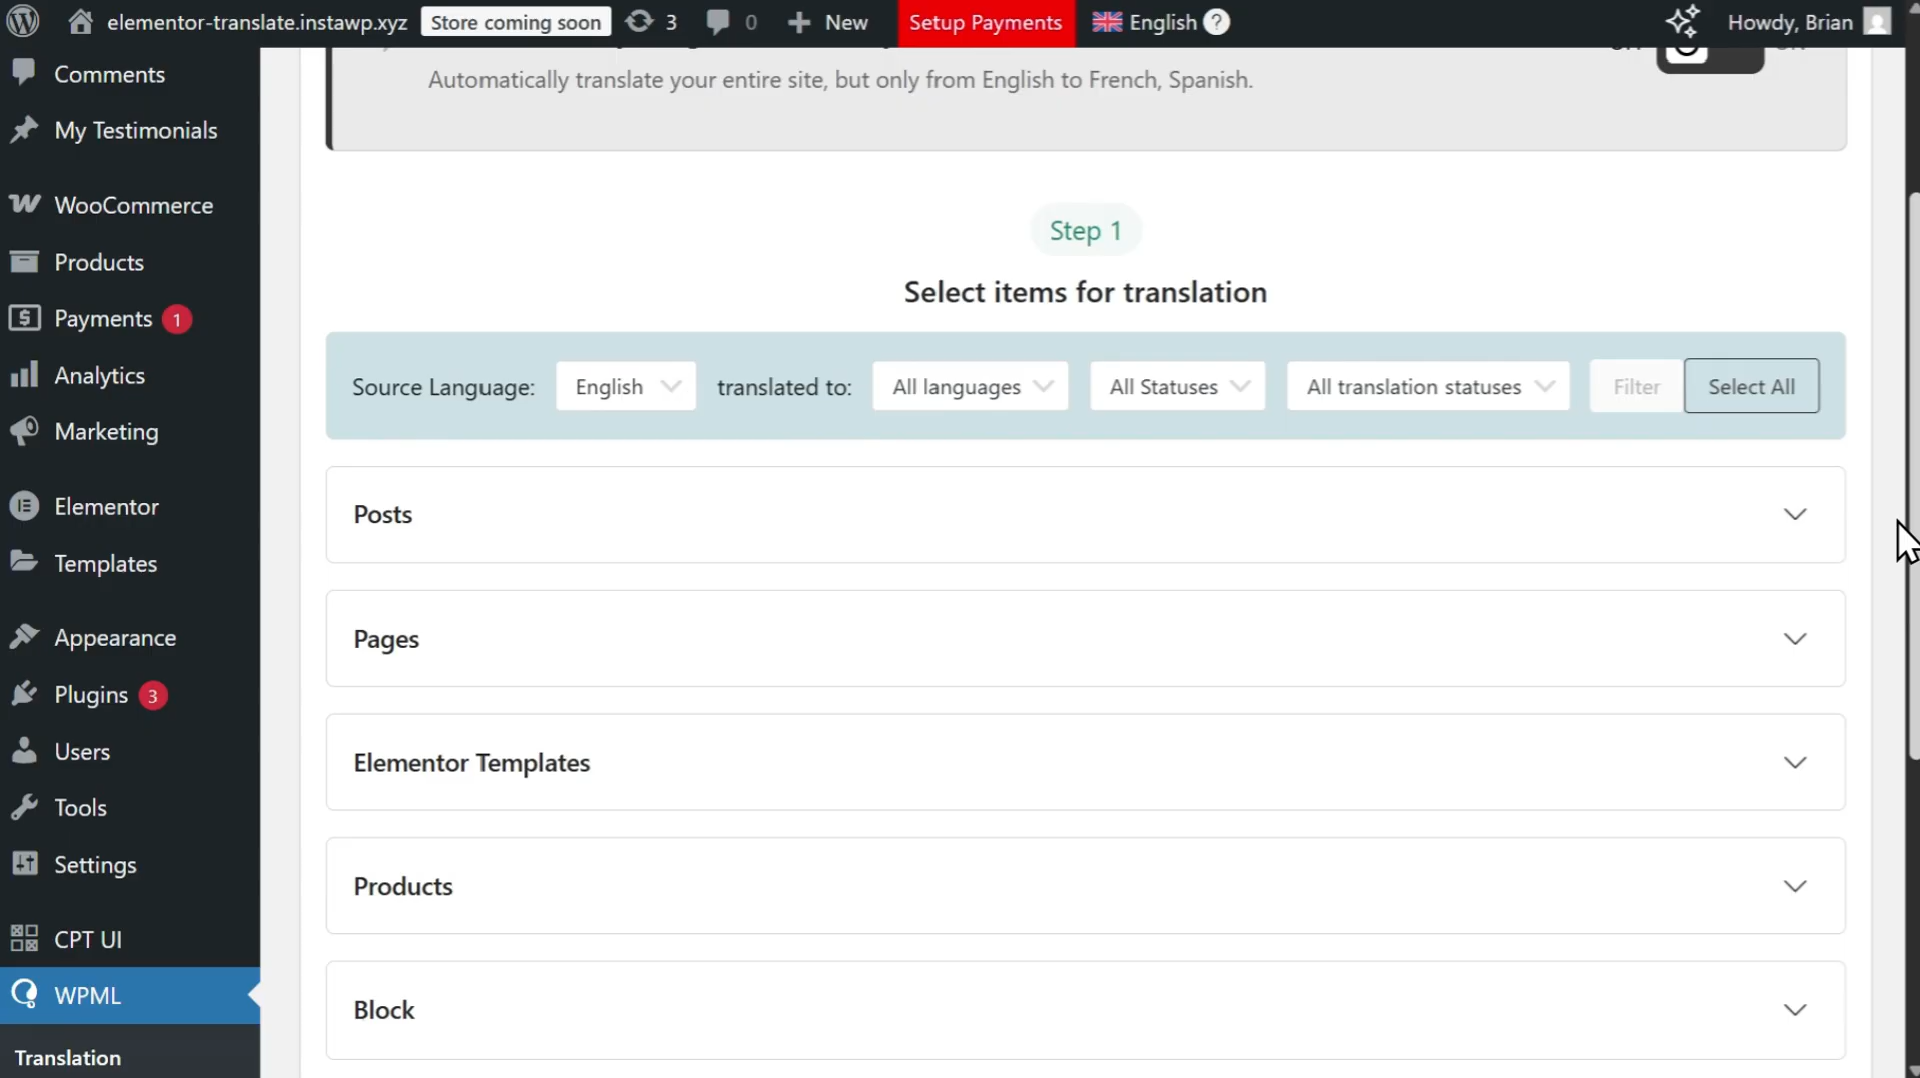 elementor-translate.instawp.xyz Store coming soon 3 0 New Setup Payments English ? Howdy, Brian
Comments
My Testimonials
WooCommerce
Products
Payments 1
Analytics
Marketing
Elementor
Templates
Appearance
Plugins 3
Users
Tools
Settings
CPT UI
WPML
Translation
Automatically translate your entire site, but only from English to French, Spanish.
Step 1
Select items for translation
Source Language: English translated to: All languages All Statuses All translation statuses Filter Select All
Posts
Pages
Elementor Templates
Products
Block